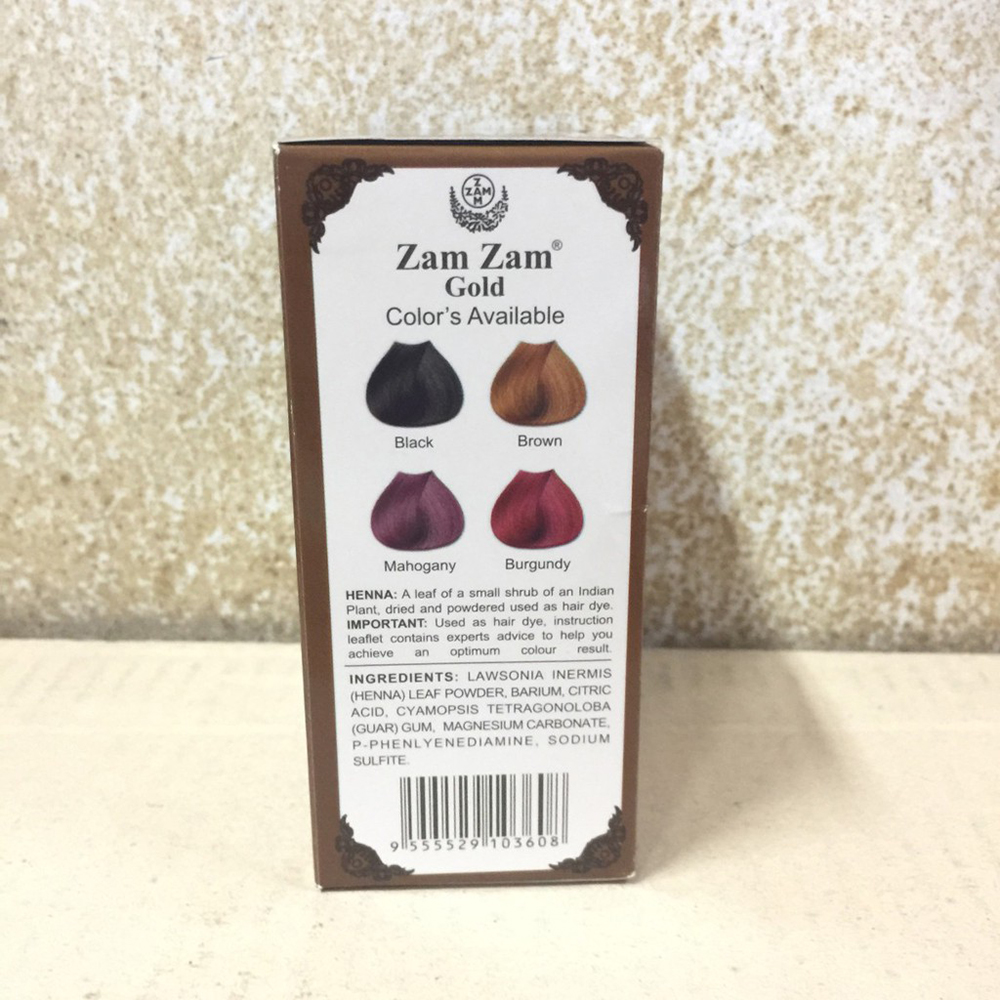 Z
ZAM
M
Zam Zam®
Gold
Color's Available
Black Brown
Mahogany Burgundy
HENNA: A leaf of a small shrub of an Indian
Plant, dried and powdered used as hair dye.
IMPORTANT: Used as hair dye, instruction
leaflet contains experts advice to help you
achieve an optimum colour result.
INGREDIENTS: LAWSONIA INERMIS
(HENNA) LEAF POWDER, BARIUM, CITRIC
ACID, CYAMOPSIS TETRAGONOLOBA
(GUAR) GUM, MAGNESIUM CARBONATE,
P-PHENLYENEDIAMINE, SODIUM
SULFITE.
9 555529 103608